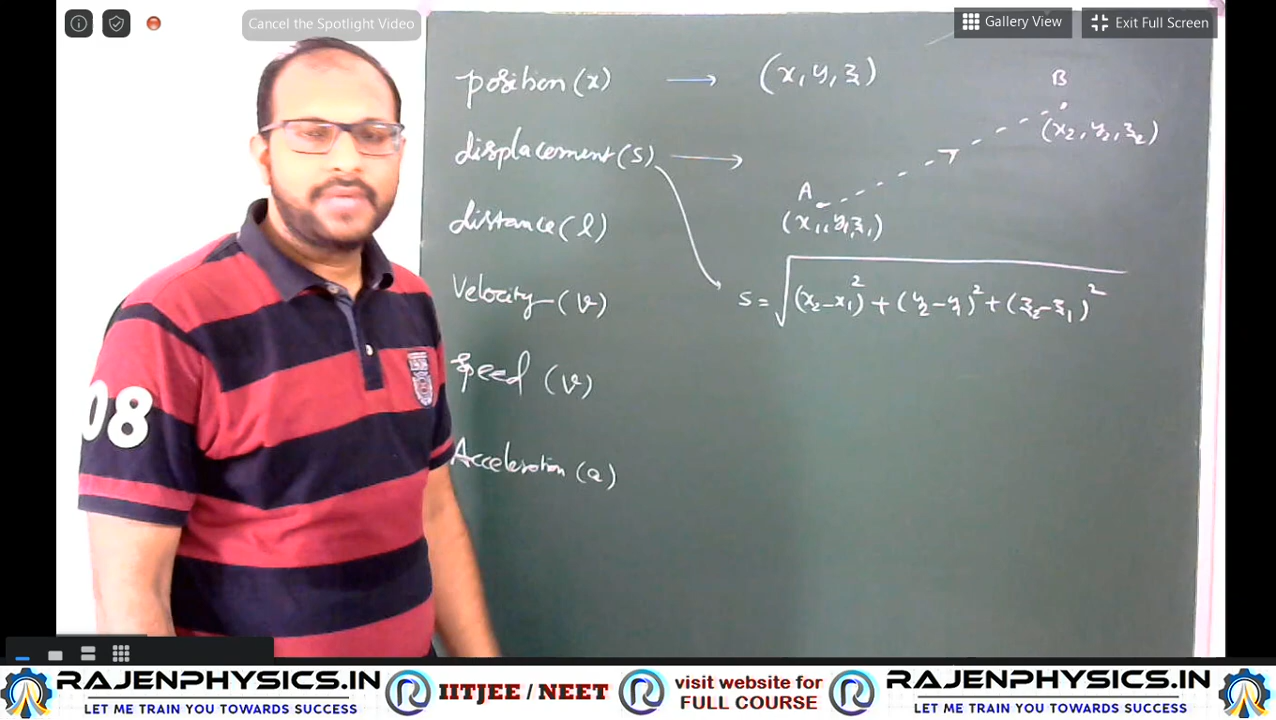 Cancel the Spotlight Video
Gallery View
Exit Full Screen
position (x) → (x, y, z)
B
(x₂, y₂, z₂)
displacement (s) →
A
(x₁, y₁, z₁)
distance (l)
Velocity (v)
s = √((x₂-x₁)² + (y₂-y₁)² + (z₂-z₁)²)
Speed (v)
08
Acceleration (a)
RAJENPHYSICS.IN
LET ME TRAIN YOU TOWARDS SUCCESS
IITJEE / NEET
visit website for
FULL COURSE
RAJENPHYSICS.IN
LET ME TRAIN YOU TOWARDS SUCCESS